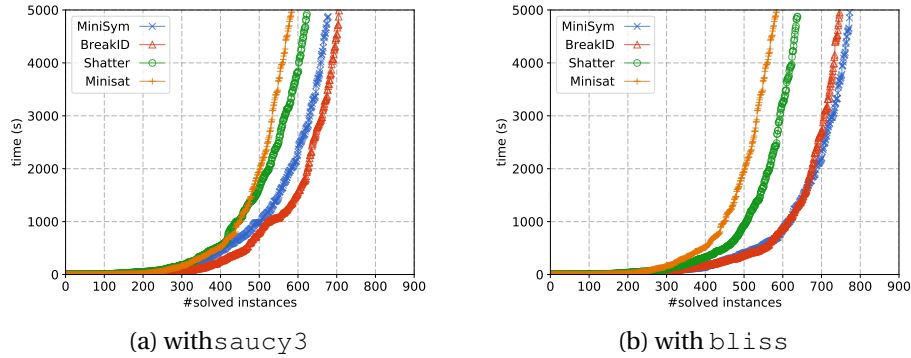 MiniSym
BreakID
Shatter
Minisat
5000
4000
3000
2000
1000
0
time (s)
0 100 200 300 400 500 600 700 800 900
#solved instances
(a) withsaucy3
MiniSym
BreakID
Shatter
Minisat
5000
4000
3000
2000
1000
0
time (s)
0 100 200 300 400 500 600 700 800 900
#solved instances
(b) with bliss